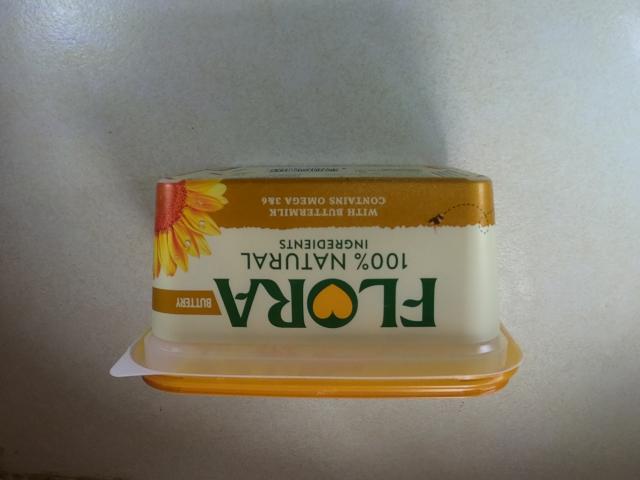 FLORA
BUTTERY
100% NATURAL
INGREDIENTS
WITH BUTTERMILK
CONTAINS OMEGA 3&6